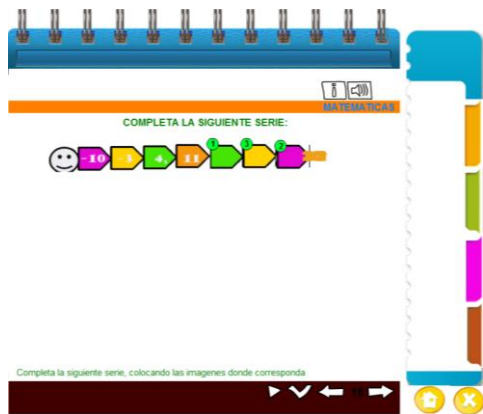 MATEMATICAS
COMPLETA LA SIGUIENTE SERIE:
-10 -3 4, 11 1 3 2
Completa la siguiente serie, colocando las imagenes donde corresponda